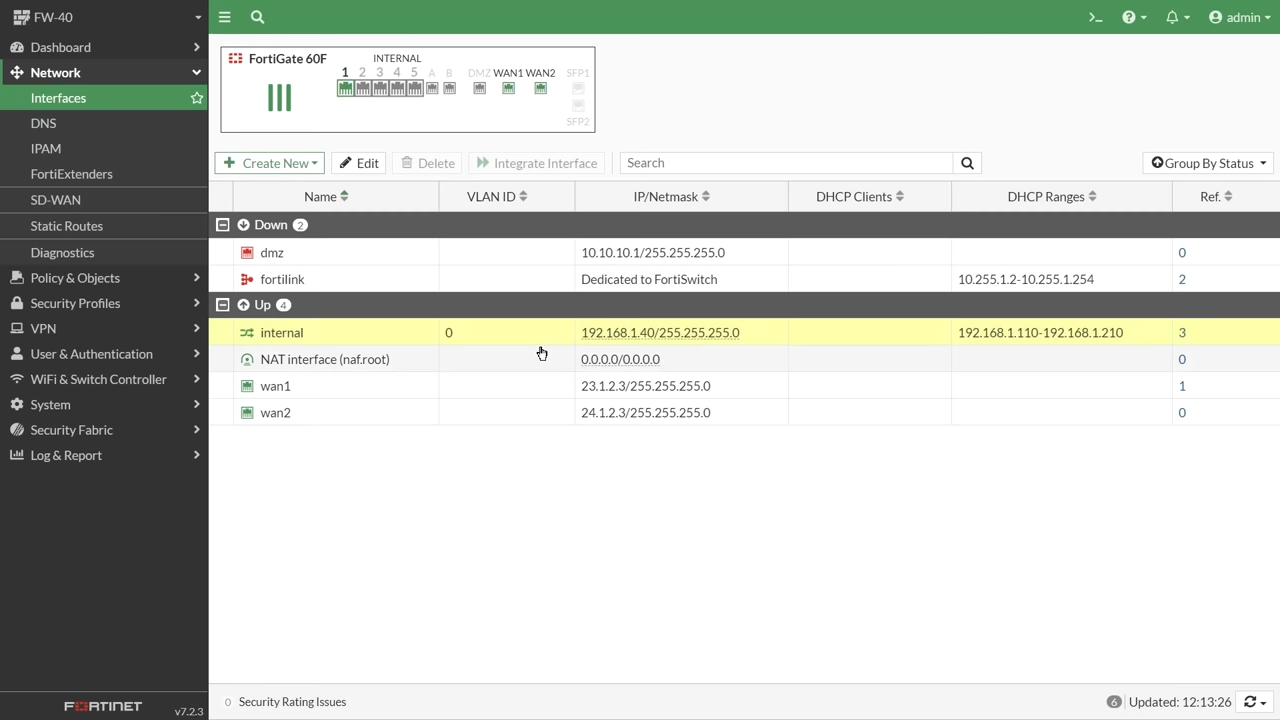 FW-40
admin
Dashboard
Network
Interfaces
DNS
IPAM
FortiExtenders
SD-WAN
Static Routes
Diagnostics
Policy & Objects
Security Profiles
VPN
User & Authentication
WiFi & Switch Controller
System
Security Fabric
Log & Report
FORTINET
v7.2.3
FortiGate 60F
INTERNAL
1 2 3 4 5 A B DMZ WAN1 WAN2 SFP1
SFP2
Create New Edit Delete Integrate Interface Search Group By Status
Name VLAN ID IP/Netmask DHCP Clients DHCP Ranges Ref.
Down 2
dmz 10.10.10.1/255.255.255.0 0
fortilink Dedicated to FortiSwitch 10.255.1.2-10.255.1.254 2
Up 4
internal 0 192.168.1.40/255.255.255.0 192.168.1.110-192.168.1.210 3
NAT interface (naf.root) 0.0.0.0/0.0.0.0 0
wan1 23.1.2.3/255.255.255.0 1
wan2 24.1.2.3/255.255.255.0 0
0 Security Rating Issues 6 Updated: 12:13:26